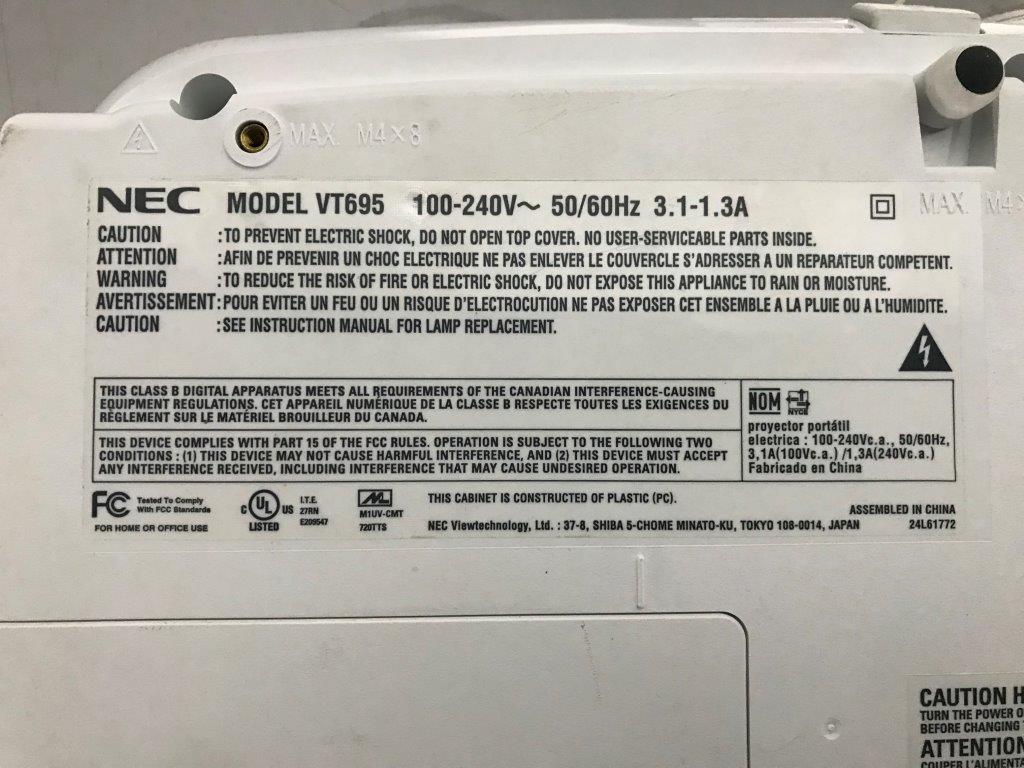 MAX. M4×8
NEC MODEL VT695 100-240V~ 50/60Hz 3.1-1.3A
MAX. M4×
CAUTION :TO PREVENT ELECTRIC SHOCK, DO NOT OPEN TOP COVER. NO USER-SERVICEABLE PARTS INSIDE.
ATTENTION :AFIN DE PREVENIR UN CHOC ELECTRIQUE NE PAS ENLEVER LE COUVERCLE S'ADRESSER A UN REPARATEUR COMPETENT.
WARNING :TO REDUCE THE RISK OF FIRE OR ELECTRIC SHOCK, DO NOT EXPOSE THIS APPLIANCE TO RAIN OR MOISTURE.
AVERTISSEMENT:POUR EVITER UN FEU OU UN RISQUE D'ELECTROCUTION NE PAS EXPOSER CET ENSEMBLE A LA PLUIE OU A L'HUMIDITE.
CAUTION :SEE INSTRUCTION MANUAL FOR LAMP REPLACEMENT.
THIS CLASS B DIGITAL APPARATUS MEETS ALL REQUIREMENTS OF THE CANADIAN INTERFERENCE-CAUSING
EQUIPMENT REGULATIONS. CET APPAREIL NUMÉRIQUE DE LA CLASSE B RESPECTE TOUTES LES EXIGENCES DU
RÈGLEMENT SUR LE MATÉRIEL BROUILLEUR DU CANADA.
THIS DEVICE COMPLIES WITH PART 15 OF THE FCC RULES. OPERATION IS SUBJECT TO THE FOLLOWING TWO
CONDITIONS : (1) THIS DEVICE MAY NOT CAUSE HARMFUL INTERFERENCE, AND (2) THIS DEVICE MUST ACCEPT
ANY INTERFERENCE RECEIVED, INCLUDING INTERFERENCE THAT MAY CAUSE UNDESIRED OPERATION.
NOM NYCE
proyector portátil
electrica : 100-240Vc.a., 50/60Hz,
3,1A(100Vc.a.) /1,3A(240Vc.a.)
Fabricado en China
FC Tested To Comply
With FCC Standards
FOR HOME OR OFFICE USE
C UL US
LISTED
I.T.E.
27RN
E209547
M1UV-CMT
720TTS
THIS CABINET IS CONSTRUCTED OF PLASTIC (PC).
NEC Viewtechnology, Ltd. : 37-8, SHIBA 5-CHOME MINATO-KU, TOKYO 108-0014, JAPAN
ASSEMBLED IN CHINA
24L61772
CAUTION H
TURN THE POWER O
BEFORE CHANGING
ATTENTION
COUPER L'ALIMENTA